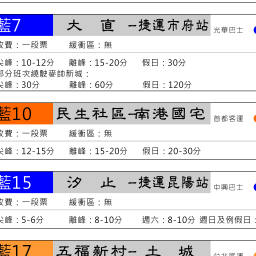 藍7 大 直 -捷運市府站 光華巴士
收費：一段票 緩衝區：無
尖峰：10-12分 離峰：15-20分 假日：30分
部分班次繞駛麥帥新城：
尖峰：30分 離峰：60分 假日：120分
藍10 民生社區-南港國宅 首都客運
收費：一段票 緩衝區：無
尖峰：12-15分 離峰：15-20分 假日：20-30分
藍15 汐 止 -捷運昆陽站 中興巴士
收費：一段票 緩衝區：無
尖峰：5-6分 離峰：8-10分 週六：8-10分 週日及例假日：
藍17 五福新村- 土 城